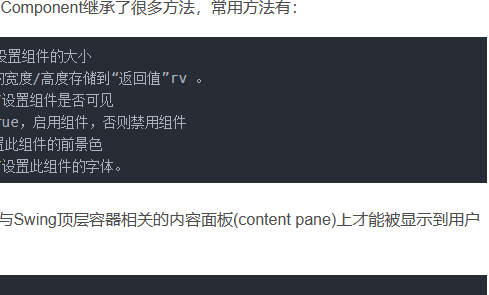 Component继承了很多方法，常用方法有：
设置组件的大小
的宽度/高度存储到“返回值”rv 。
设置组件是否可见
rue，启用组件，否则禁用组件
置此组件的前景色
设置此组件的字体。
与Swing顶层容器相关的内容面板(content pane)上才能被显示到用户